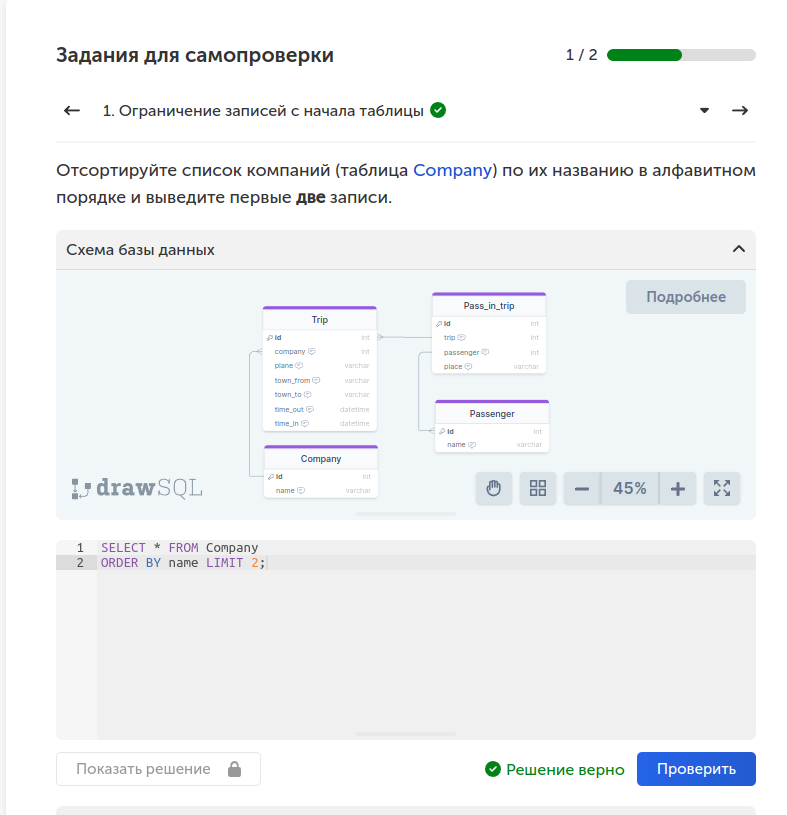 Задания для самопроверки
1 / 2
1. Ограничение записей с начала таблицы
Отсортируйте список компаний (таблица Company) по их названию в алфавитном
порядке и выведите первые две записи.
Схема базы данных
Подробнее
Trip
id int
company int
plane varchar
town_from varchar
town_to varchar
time_out datetime
time_in datetime
Pass_in_trip
id int
trip int
passenger int
place varchar
Passenger
id int
name varchar
Company
id int
name varchar
drawSQL
45%
1 SELECT * FROM Company
2 ORDER BY name LIMIT 2;
Показать решение
Решение верно
Проверить